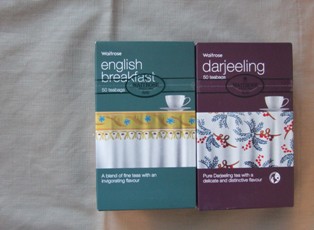 Waitrose
english
breakfast
50 teabags
WAITROSE
A blend of fine teas with an
invigorating flavour
Waitrose
darjeeling
50 teabags
Pure Darjeeling tea with a
delicate and distinctive flavour